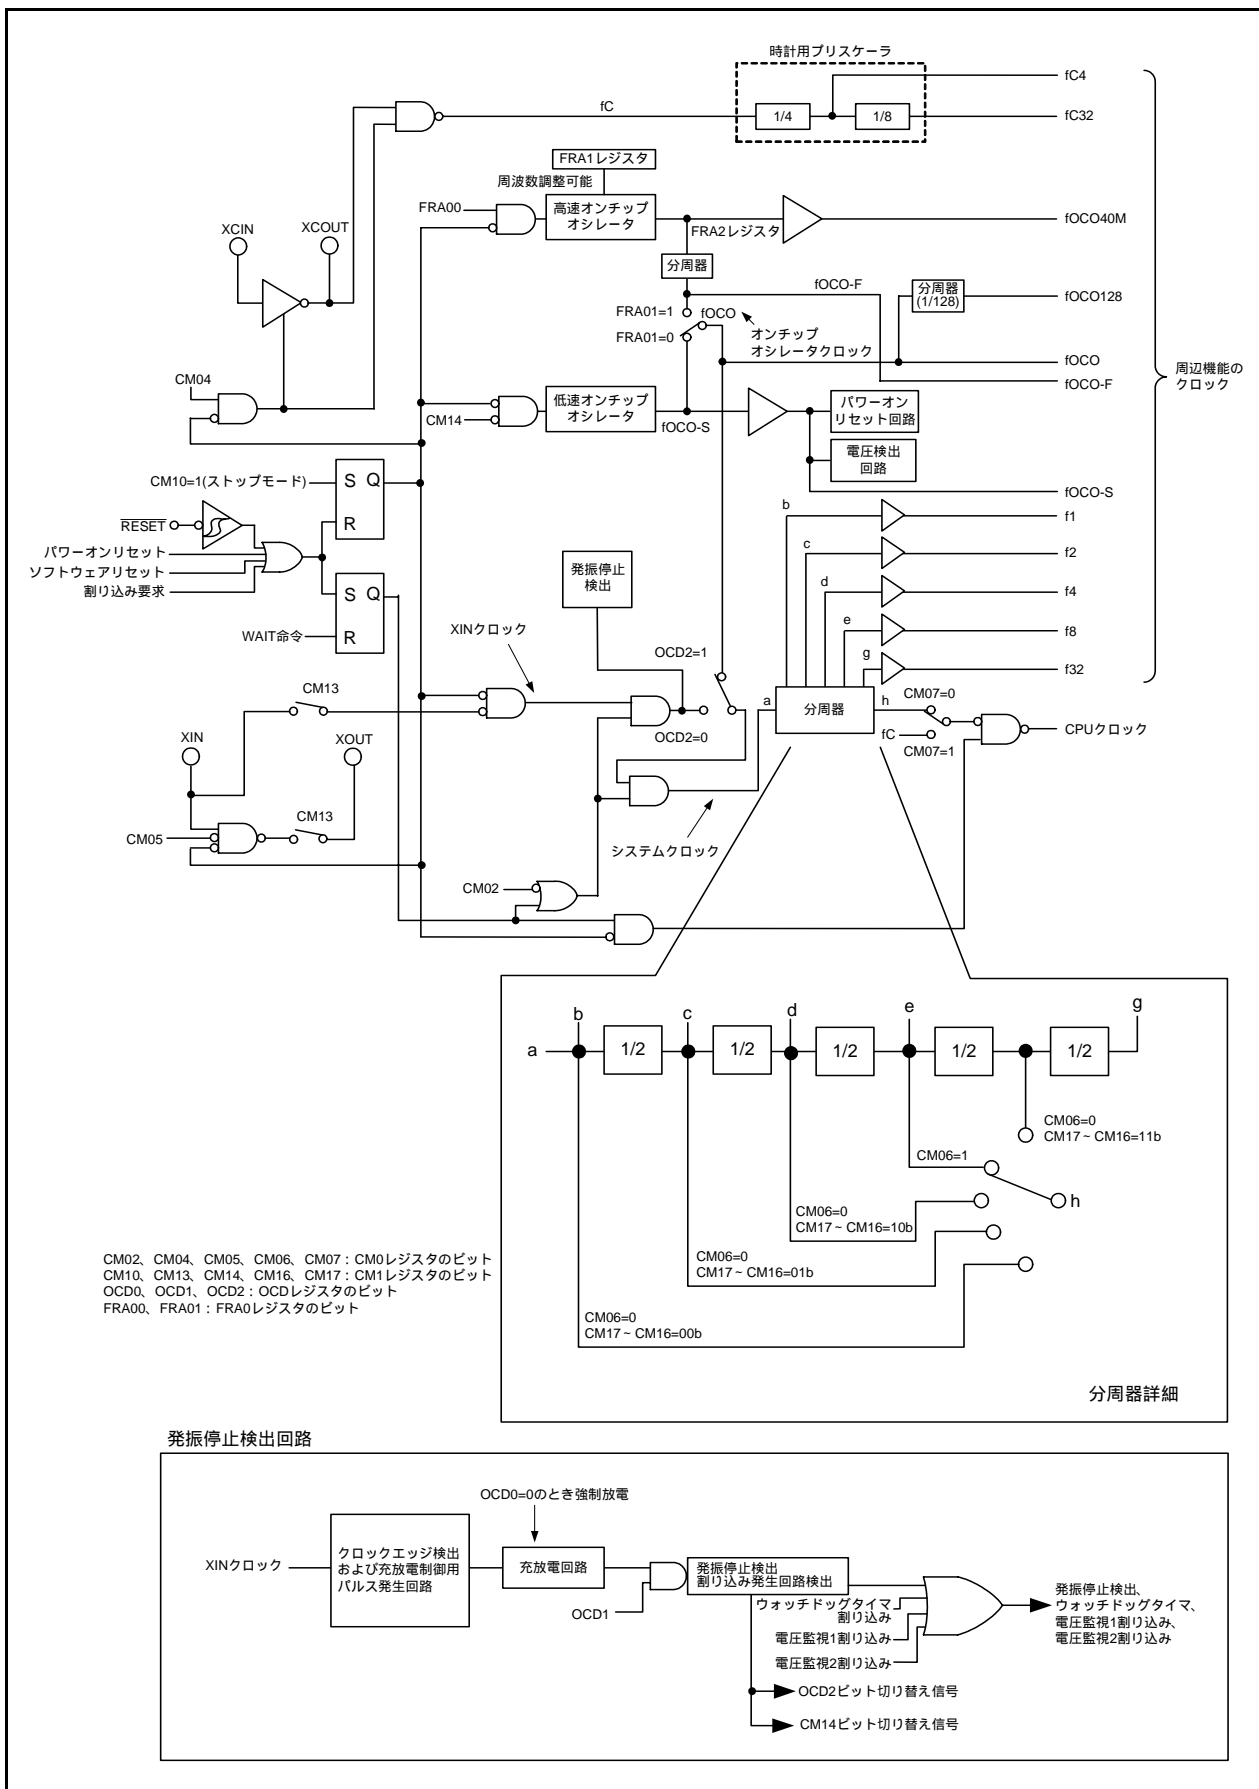 時計用プリスケーラ
fC4
fC
1/4
1/8
fC32
FRA1レジスタ
周波数調整可能
FRA00
高速オンチップ
オシレータ
FRA2レジスタ
fOCO40M
XCIN
XCOUT
分周器
fOCO-F
分周器
(1/128)
fOCO128
FRA01=1
fOCO
FRA01=0
オンチップ
オシレータクロック
fOCO
周辺機能の
クロック
fOCO-F
CM04
低速オンチップ
オシレータ
CM14
fOCO-S
パワーオン
リセット回路
電圧検出
回路
CM10=1(ストップモード)
S Q
R
fOCO-S
b
f1
RESET
パワーオンリセット
ソフトウェアリセット
割り込み要求
c
f2
発振停止
検出
d
f4
S Q
R
WAIT命令
e
f8
XINクロック
OCD2=1
g
f32
CM13
a
分周器
h
CM07=0
OCD2=0
fC
CM07=1
CPUクロック
XIN
XOUT
CM13
CM05
システムクロック
CM02
b
c
d
e
g
a
1/2
1/2
1/2
1/2
1/2
CM06=0
CM17~CM16=11b
CM06=1
h
CM06=0
CM17~CM16=10b
CM06=0
CM17~CM16=01b
CM06=0
CM17~CM16=00b
分周器詳細
CM02、CM04、CM05、CM06、CM07:CM0レジスタのビット
CM10、CM13、CM14、CM16、CM17:CM1レジスタのビット
OCD0、OCD1、OCD2:OCDレジスタのビット
FRA00、FRA01:FRA0レジスタのビット
発振停止検出回路
OCD0=0のとき強制放電
XINクロック
クロックエッジ検出
および充放電制御用
パルス発生回路
充放電回路
OCD1
発振停止検出
割り込み発生回路検出
ウォッチドッグタイマ
割り込み
電圧監視1割り込み
電圧監視2割り込み
発振停止検出、
ウォッチドッグタイマ、
電圧監視1割り込み、
電圧監視2割り込み
OCD2ビット切り替え信号
CM14ビット切り替え信号